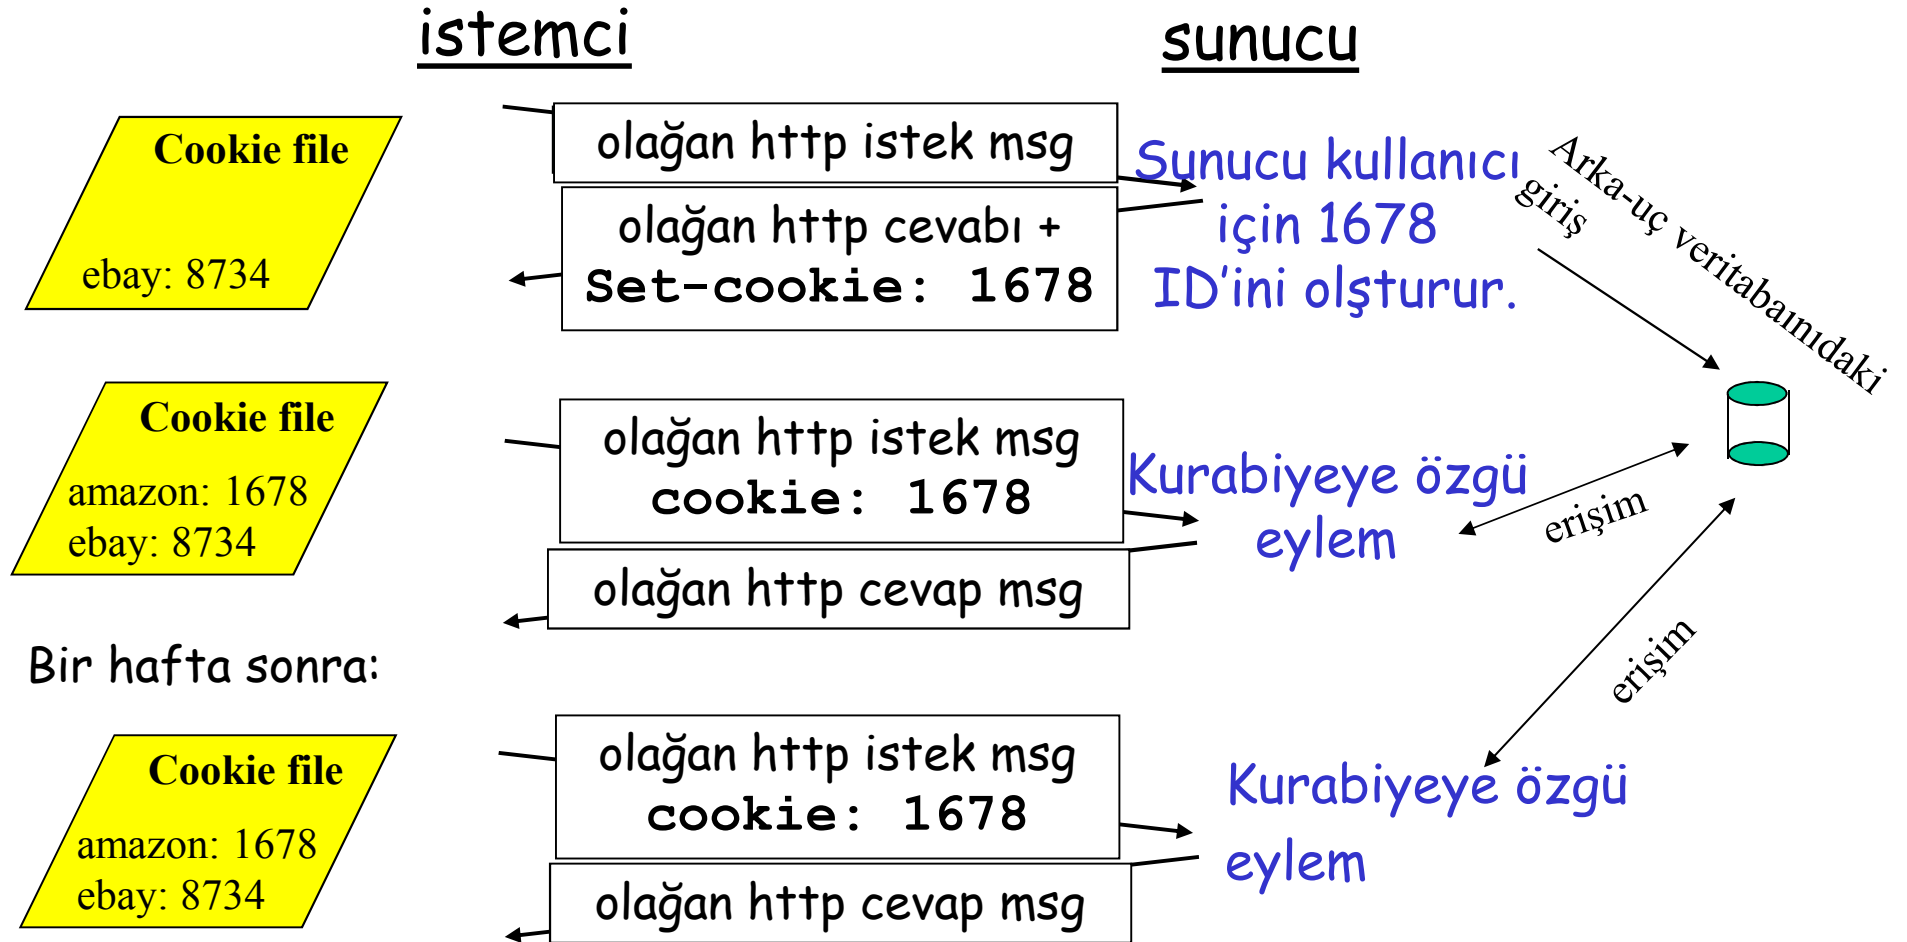 istemci
sunucu
Cookie file
ebay: 8734
olağan http istek msg
olağan http cevabı +
Set-cookie: 1678
Sunucu kullanıcı
için 1678
ID’ini olşturur.
Arka-uç veritabaınıdaki
giriş
Cookie file
amazon: 1678
ebay: 8734
olağan http istek msg
cookie: 1678
olağan http cevap msg
Kurabiyeye özgü
eylem
erişim
Bir hafta sonra:
erişim
Cookie file
amazon: 1678
ebay: 8734
olağan http istek msg
cookie: 1678
olağan http cevap msg
Kurabiyeye özgü
eylem